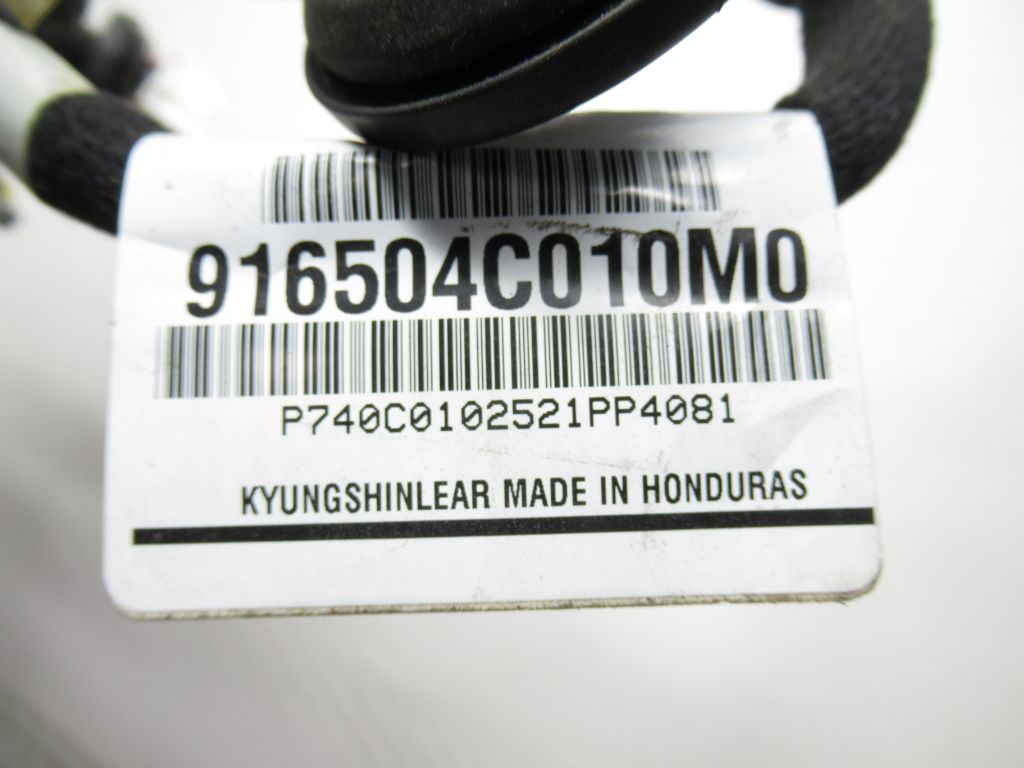 916504C010M0
P740C0102521PP4081
KYUNGSHINLEAR MADE IN HONDURAS